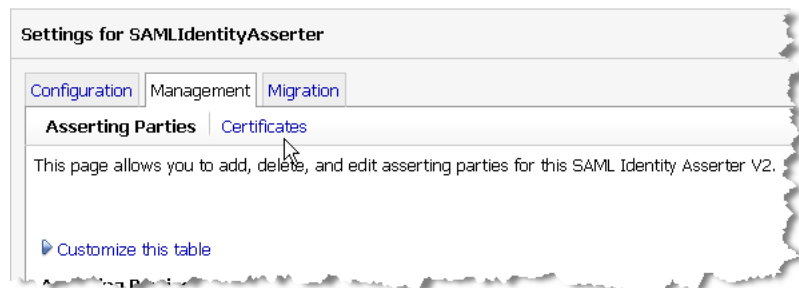 Settings for SAMLIdentityAsserter
Configuration Management Migration
Asserting Parties Certificates
This page allows you to add, delete, and edit asserting parties for this SAML Identity Asserter V2.
Customize this table